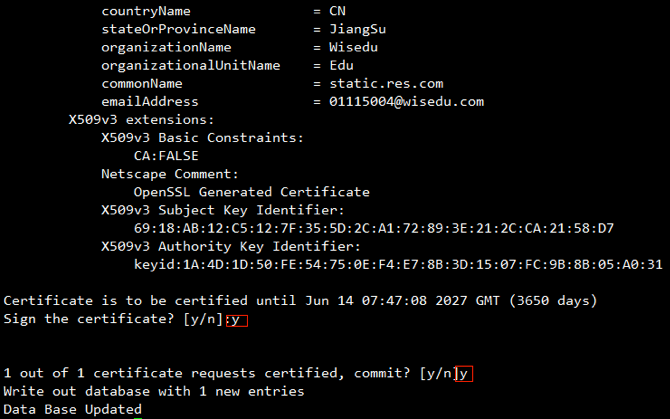 countryName = CN
stateOrProvinceName = JiangSu
organizationName = Wisedu
organizationalUnitName = Edu
commonName = static.res.com
emailAddress = 01115004@wisedu.com
X509v3 extensions:
X509v3 Basic Constraints:
CA:FALSE
Netscape Comment:
OpenSSL Generated Certificate
X509v3 Subject Key Identifier:
69:18:AB:12:C5:12:7F:35:5D:2C:A1:72:89:3E:21:2C:CA:21:58:D7
X509v3 Authority Key Identifier:
keyid:1A:4D:1D:50:FE:54:75:0E:F4:E7:8B:3D:15:07:FC:9B:8B:05:A0:31
Certificate is to be certified until Jun 14 07:47:08 2027 GMT (3650 days)
Sign the certificate? [y/n]:y
1 out of 1 certificate requests certified, commit? [y/n]y
Write out database with 1 new entries
Data Base Updated